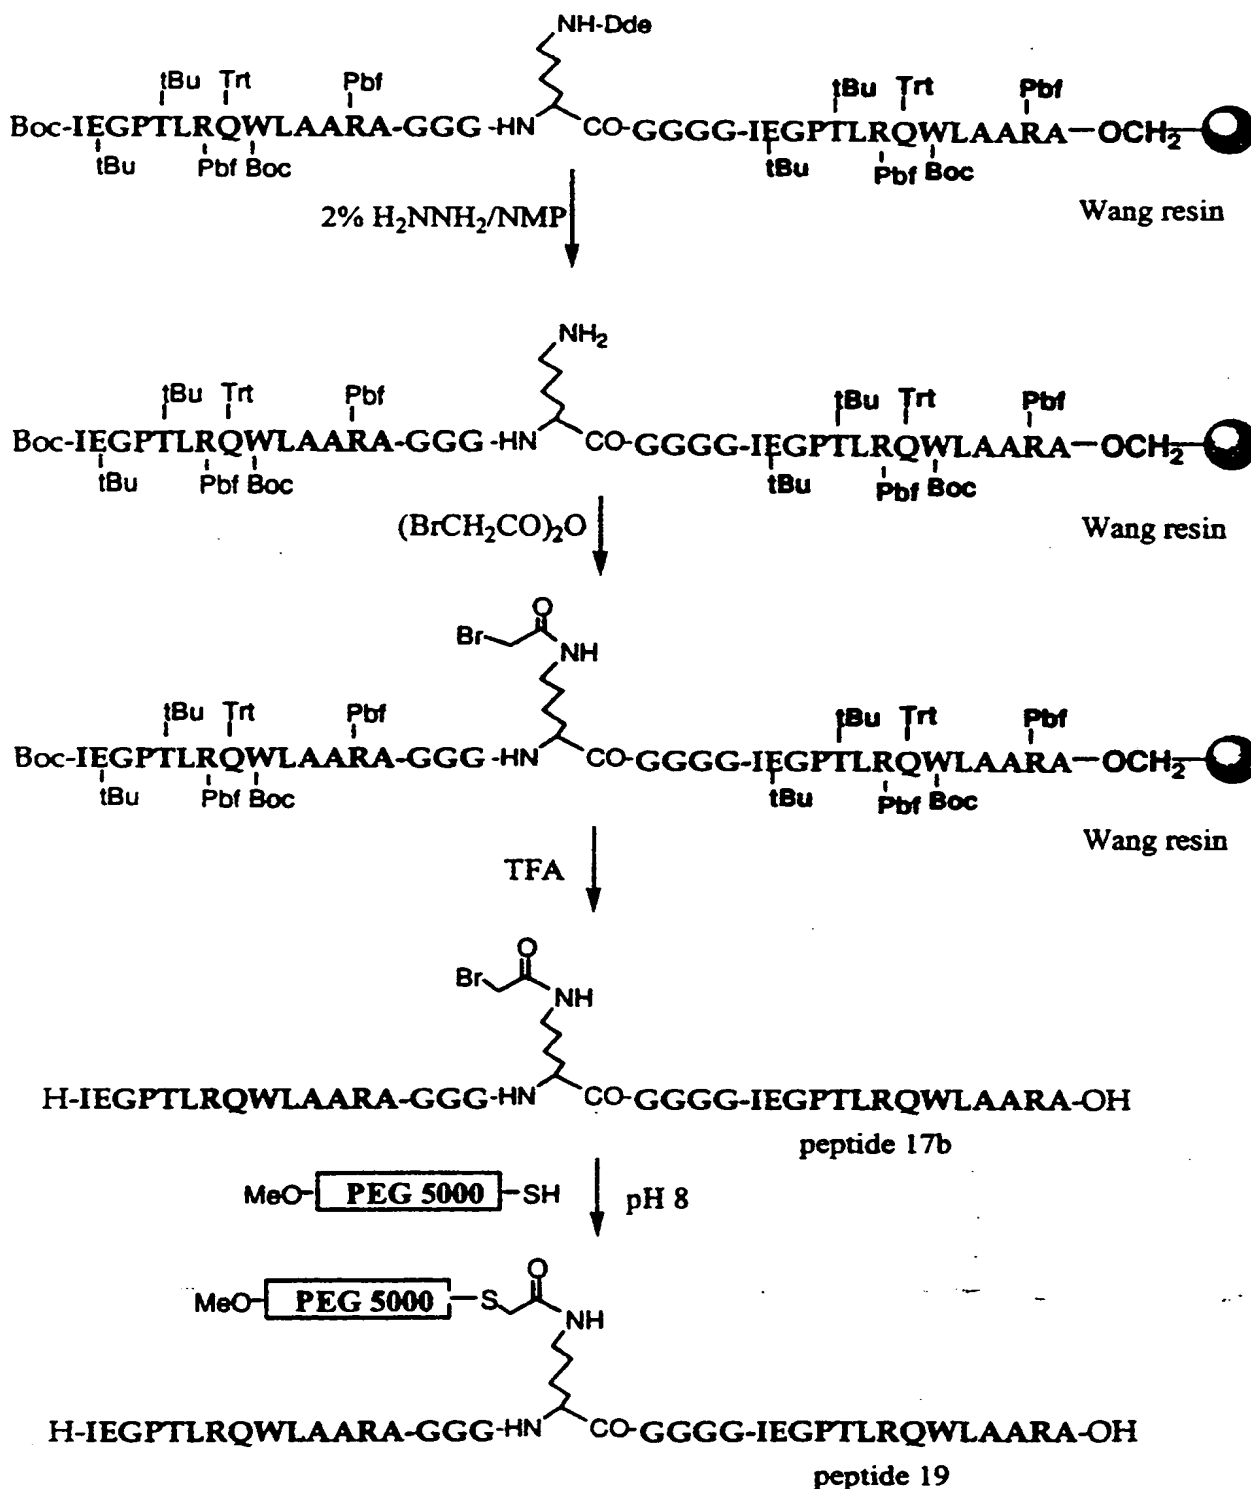 NH-Dde
tBu Trt Pbf tBu Trt Pbf
Boc-IEGPTLRQWLAARA-GGG-HN CO-GGGG-IEGPTLRQWLAARA-OCH2
tBu Pbf Boc tBu Pbf Boc
2% H2NNH2/NMP
Wang resin
NH2
tBu Trt Pbf tBu Trt Pbf
Boc-IEGPTLRQWLAARA-GGG-HN CO-GGGG-IEGPTLRQWLAARA-OCH2
tBu Pbf Boc tBu Pbf Boc
(BrCH2CO)2O
Wang resin
O
Br
NH
tBu Trt Pbf tBu Trt Pbf
Boc-IEGPTLRQWLAARA-GGG-HN CO-GGGG-IEGPTLRQWLAARA-OCH2
tBu Pbf Boc tBu Pbf Boc
Wang resin
TFA
O
Br
NH
H-IEGPTLRQWLAARA-GGG-HN CO-GGGG-IEGPTLRQWLAARA-OH
peptide 17b
MeO-PEG 5000-SH pH 8
O
MeO-PEG 5000-S
NH
H-IEGPTLRQWLAARA-GGG-HN CO-GGGG-IEGPTLRQWLAARA-OH
peptide 19